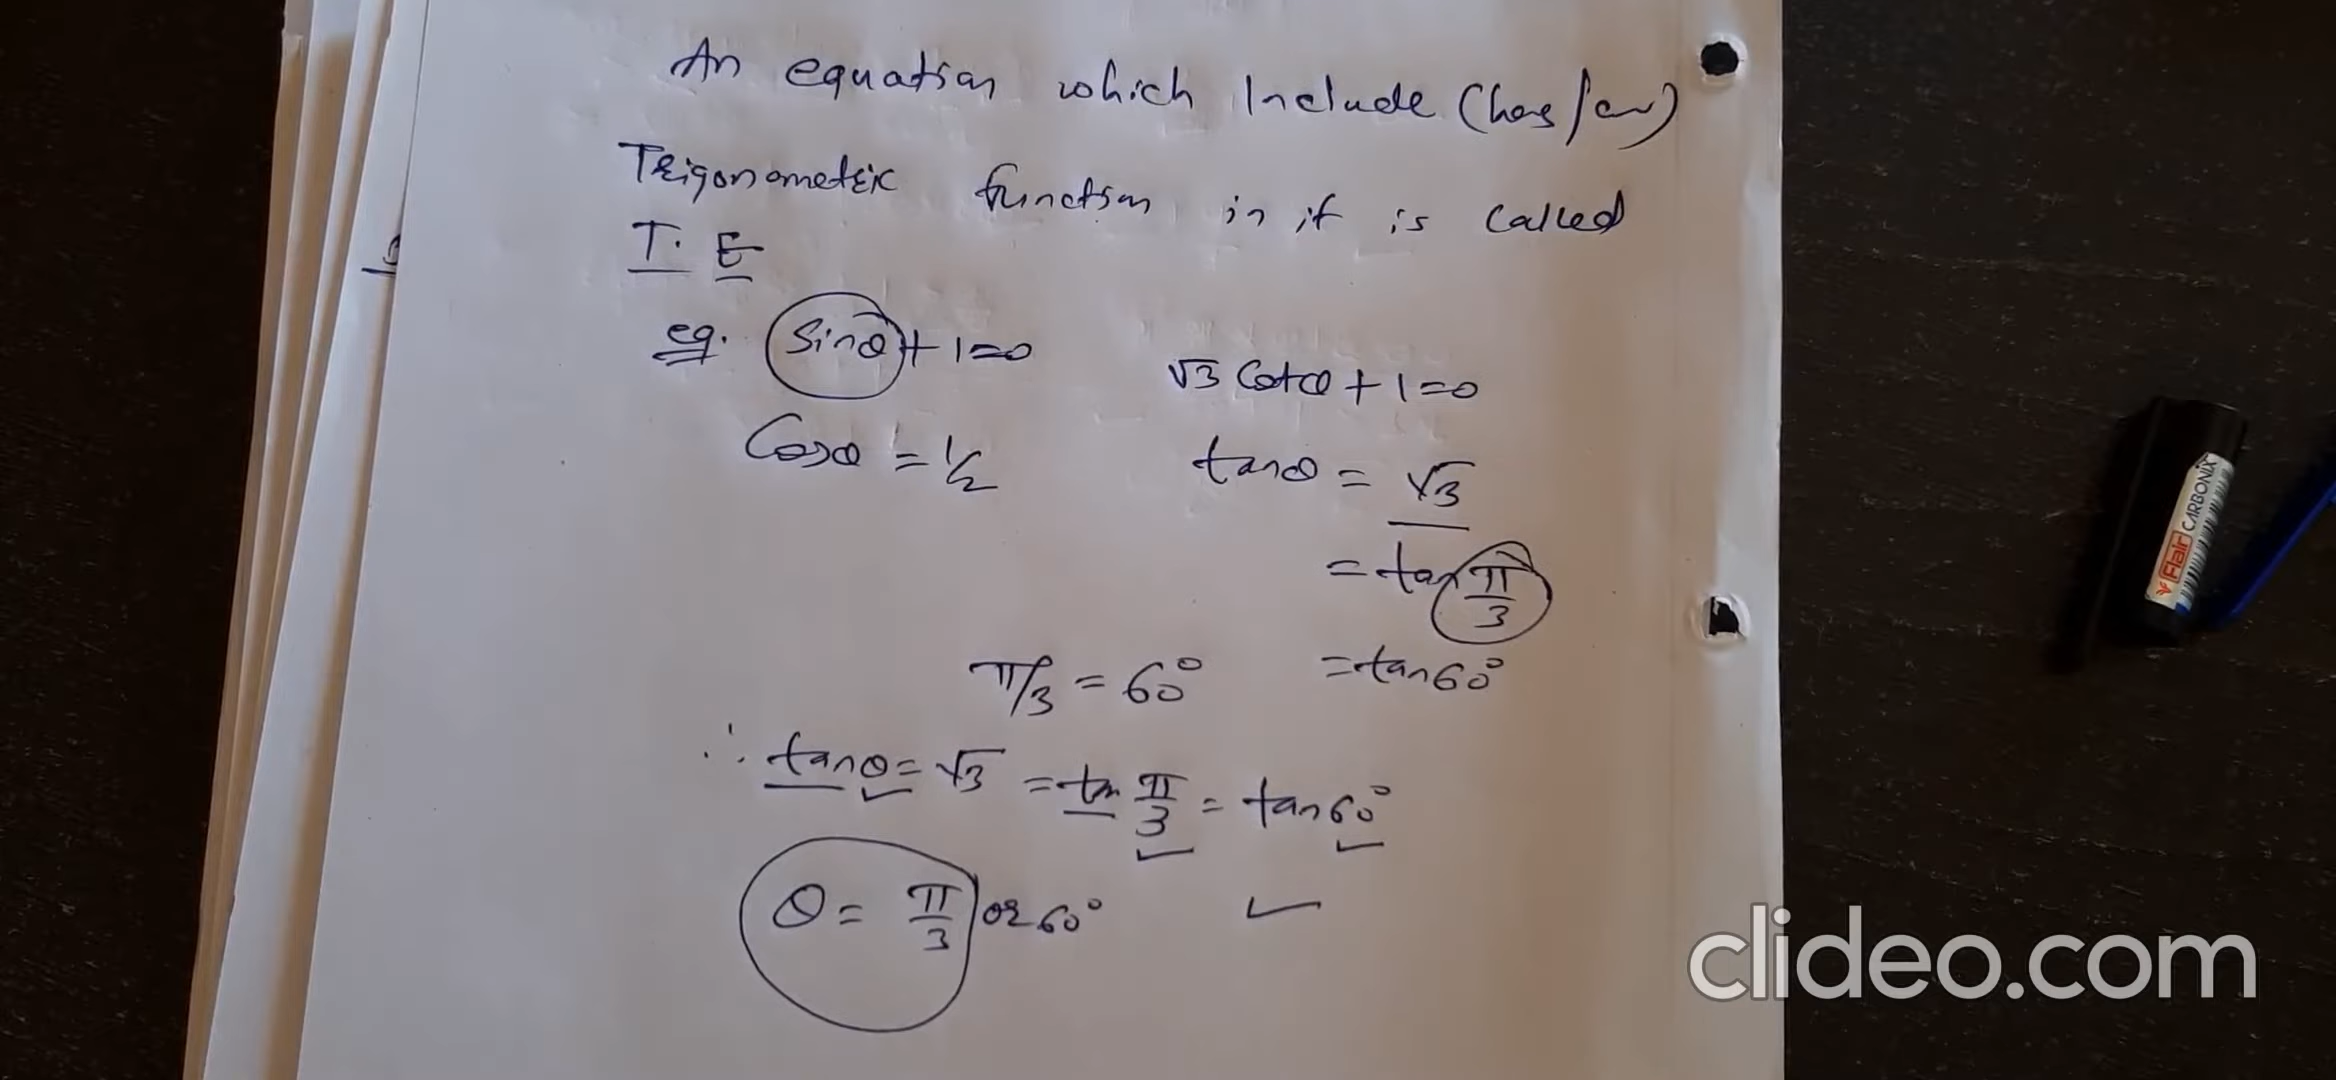 An equation which Include (has/can)
Trigonometric function in it is called
T. E
eg. sinθ + 1 = 0
√3 cotθ + 1 = 0
Cosθ = 1/2
tanθ = √3
= tan π/3
π/3 = 60°
= tan60°
∴ tanθ = √3 = tan π/3 = tan60°
θ = π/3 or 60°
Flair CARBONIX
clideo.com